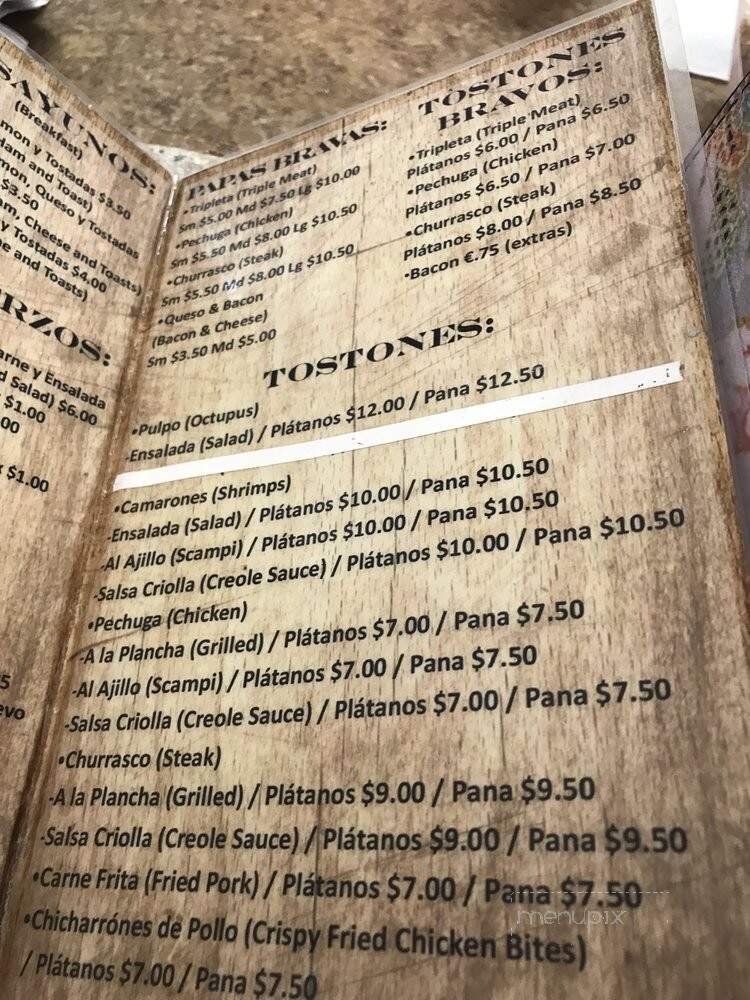 SAYUNOS:
(Breakfast)
mon y Tostadas $3.50
Ham and Toast)
mon, Queso y Tostadas
$3.50
am, Cheese and Toasts)
y Tostadas $4.00
e and Toasts)
RZOS:
arne y Ensalada
d Salad) $6.00
$1.00
00
$1.00
5
evo
PAPAS BRAVAS:
•Tripleta (Triple Meat)
Sm $5.00 Md $7.50 Lg $10.00
•Pechuga (Chicken)
Sm $5.50 Md $8.00 Lg $10.50
•Churrasco (Steak)
Sm $5.50 Md $8.00 Lg $10.50
•Queso & Bacon
(Bacon & Cheese)
Sm $3.50 Md $5.00
TOSTONES
BRAVOS:
•Tripleta (Triple Meat)
Plátanos $6.00 / Pana $6.50
•Pechuga (Chicken)
Plátanos $6.50 / Pana $7.00
•Churrasco (Steak)
Plátanos $8.00 / Pana $8.50
•Bacon €.75 (extras)
TOSTONES:
•Pulpo (Octupus)
-Ensalada (Salad) / Plátanos $12.00 / Pana $12.50
•Camarones (Shrimps)
-Ensalada (Salad) / Plátanos $10.00 / Pana $10.50
-Al Ajillo (Scampi) / Plátanos $10.00 / Pana $10.50
-Salsa Criolla (Creole Sauce) / Plátanos $10.00 / Pana $10.50
•Pechuga (Chicken)
-A la Plancha (Grilled) / Plátanos $7.00 / Pana $7.50
-Al Ajillo (Scampi) / Plátanos $7.00 / Pana $7.50
-Salsa Criolla (Creole Sauce) / Plátanos $7.00 / Pana $7.50
•Churrasco (Steak)
-A la Plancha (Grilled) / Plátanos $9.00 / Pana $9.50
-Salsa Criolla (Creole Sauce) / Plátanos $9.00 / Pana $9.50
•Carne Frita (Fried Pork) / Plátanos $7.00 / Pana $7.50
•Chicharrónes de Pollo (Crispy Fried Chicken Bites)
/ Plátanos $7.00 / Pana $7.50
menupix